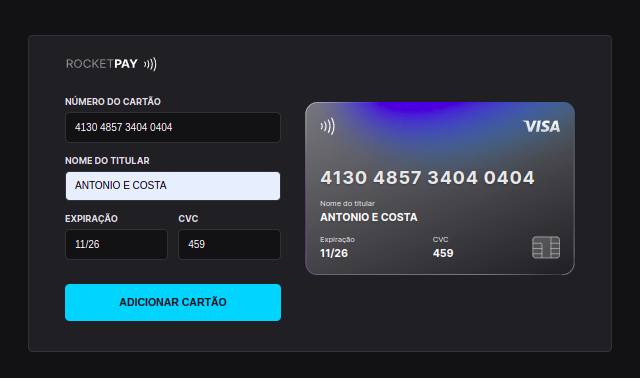 ROCKETPAY
NÚMERO DO CARTÃO
4130 4857 3404 0404
NOME DO TITULAR
ANTONIO E COSTA
EXPIRAÇÃO CVC
11/26 459
ADICIONAR CARTÃO
VISA
4130 4857 3404 0404
Nome do titular
ANTONIO E COSTA
Expiração CVC
11/26 459